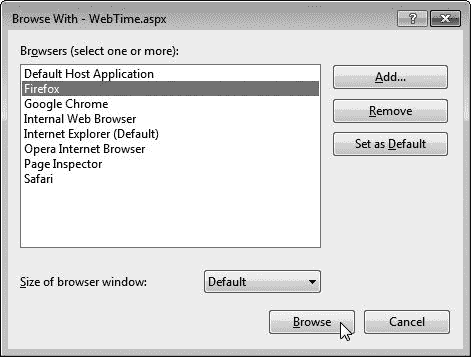 Browse With - WebTime.aspx
?
Browsers (select one or more):
Default Host Application
Firefox
Google Chrome
Internal Web Browser
Internet Explorer (Default)
Opera Internet Browser
Page Inspector
Safari
Add...
Remove
Set as Default
Size of browser window:
Default
Browse
Cancel